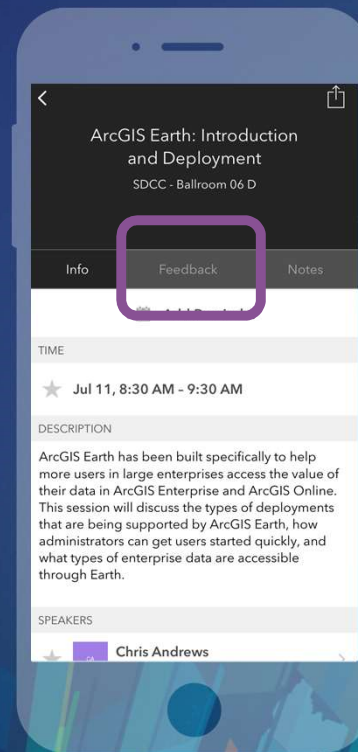 ArcGIS Earth: Introduction
and Deployment
SDCC - Ballroom 06 D
Info Feedback Notes
TIME
Jul 11, 8:30 AM – 9:30 AM
DESCRIPTION
ArcGIS Earth has been built specifically to help
more users in large enterprises access the value of
their data in ArcGIS Enterprise and ArcGIS Online.
This session will discuss the types of deployments
that are being supported by ArcGIS Earth, how
administrators can get users started quickly, and
what types of enterprise data are accessible
through Earth.
SPEAKERS
Chris Andrews